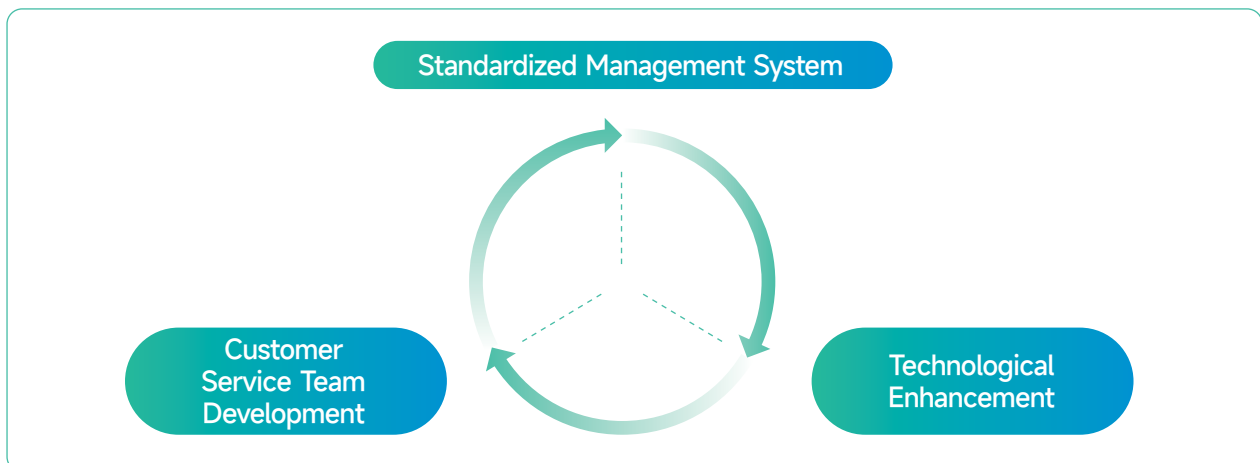 Standardized Management System
Customer
Service Team
Development
Technological
Enhancement